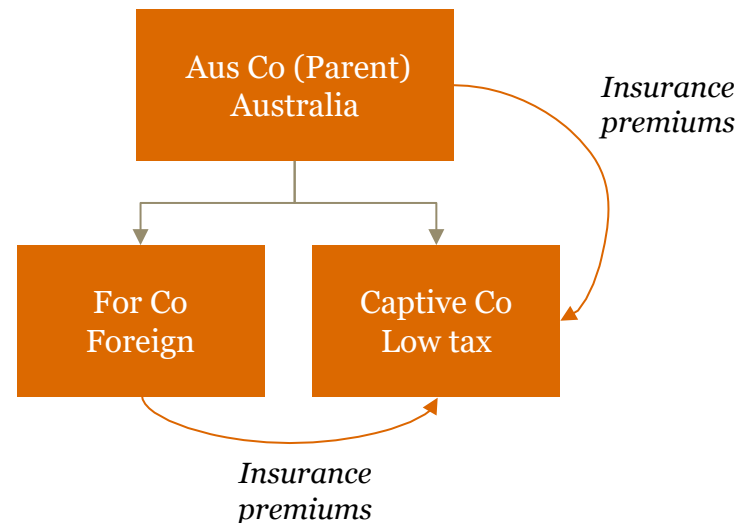 Aus Co (Parent)
Australia
Insurance
premiums
For Co
Foreign
Captive Co
Low tax
Insurance
premiums